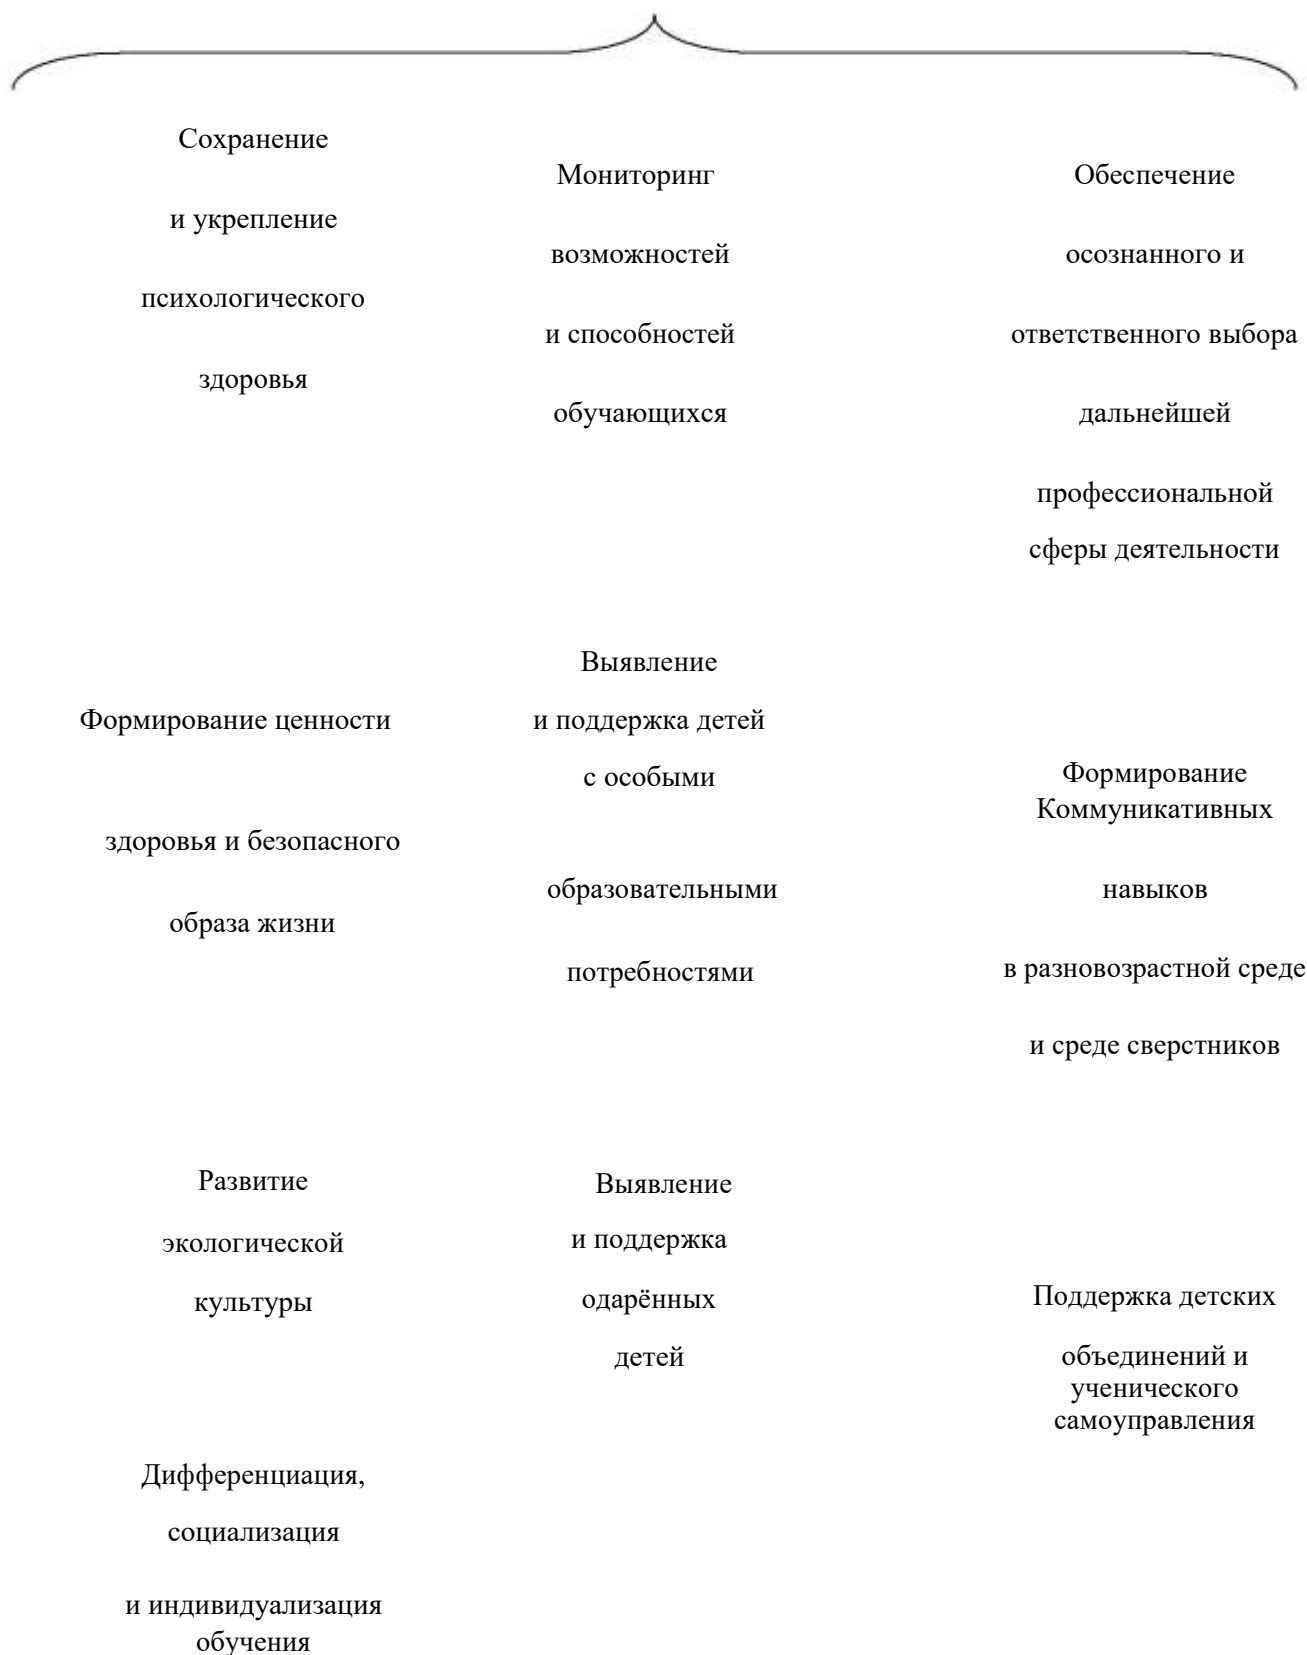 Сохранение
и укрепление
психологического
здоровья
Мониторинг
возможностей
и способностей
обучающихся
Обеспечение
осознанного и
ответственного выбора
дальнейшей
профессиональной
сферы деятельности
Формирование ценности
здоровья и безопасного
образа жизни
Выявление
и поддержка детей
с особыми
образовательными
потребностями
Формирование
Коммуникативных
навыков
в разновозрастной среде
и среде сверстников
Развитие
экологической
культуры
Выявление
и поддержка
одарённых
детей
Поддержка детских
объединений и
ученического
самоуправления
Дифференциация,
социализация
и индивидуализация
обучения